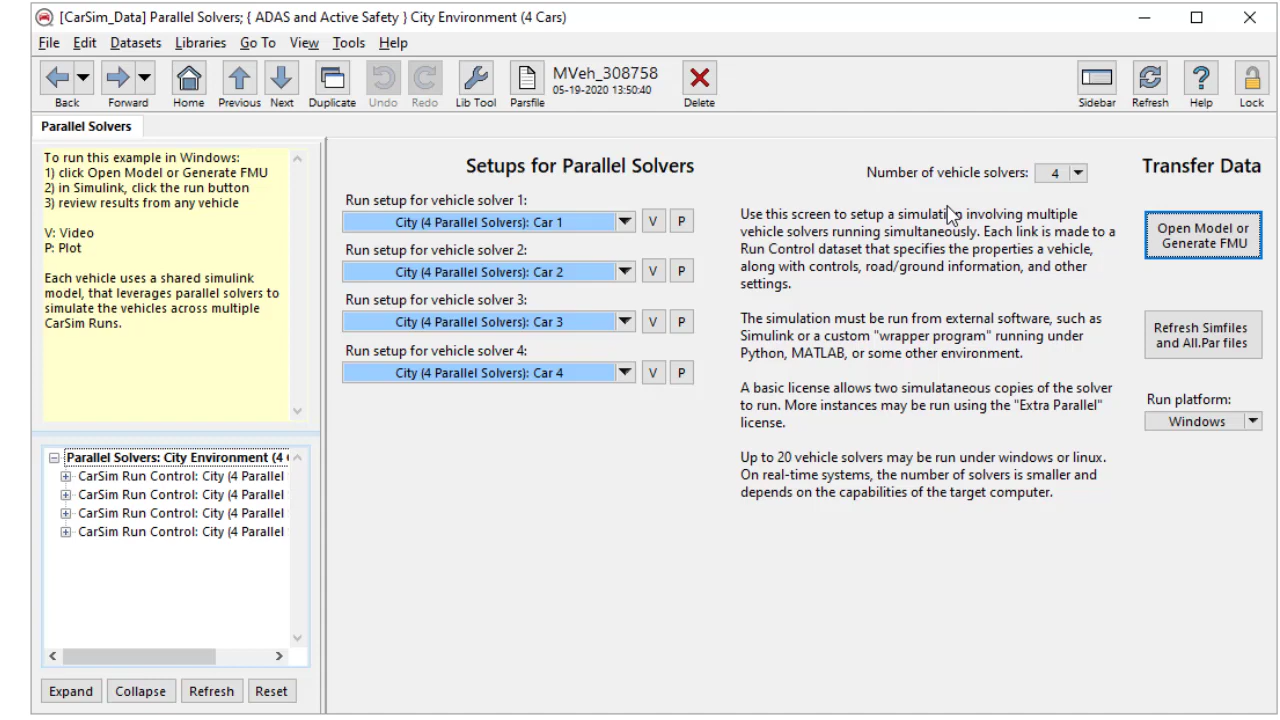 [CarSim_Data] Parallel Solvers; { ADAS and Active Safety } City Environment (4 Cars)
File Edit Datasets Libraries Go To View Tools Help
MVeh_308758
05-19-2020 13:50:40
Back Forward Home Previous Next Duplicate Undo Redo Lib Tool Parsfile Delete Sidebar Refresh Help Lock
Parallel Solvers
To run this example in Windows:
1) click Open Model or Generate FMU
2) in Simulink, click the run button
3) review results from any vehicle
V: Video
P: Plot
Each vehicle uses a shared simulink
model, that leverages parallel solvers to
simulate the vehicles across multiple
CarSim Runs.
Parallel Solvers: City Environment (4
CarSim Run Control: City (4 Parallel
CarSim Run Control: City (4 Parallel
CarSim Run Control: City (4 Parallel
CarSim Run Control: City (4 Parallel
Expand Collapse Refresh Reset
Setups for Parallel Solvers
Run setup for vehicle solver 1:
City (4 Parallel Solvers): Car 1 V P
Run setup for vehicle solver 2:
City (4 Parallel Solvers): Car 2 V P
Run setup for vehicle solver 3:
City (4 Parallel Solvers): Car 3 V P
Run setup for vehicle solver 4:
City (4 Parallel Solvers): Car 4 V P
Number of vehicle solvers: 4
Use this screen to setup a simulation involving multiple
vehicle solvers running simultaneously. Each link is made to a
Run Control dataset that specifies the properties a vehicle,
along with controls, road/ground information, and other
settings.
The simulation must be run from external software, such as
Simulink or a custom "wrapper program" running under
Python, MATLAB, or some other environment.
A basic license allows two simulataneous copies of the solver
to run. More instances may be run using the "Extra Parallel"
license.
Up to 20 vehicle solvers may be run under windows or linux.
On real-time systems, the number of solvers is smaller and
depends on the capabilities of the target computer.
Transfer Data
Open Model or
Generate FMU
Refresh Simfiles
and All.Par files
Run platform:
Windows